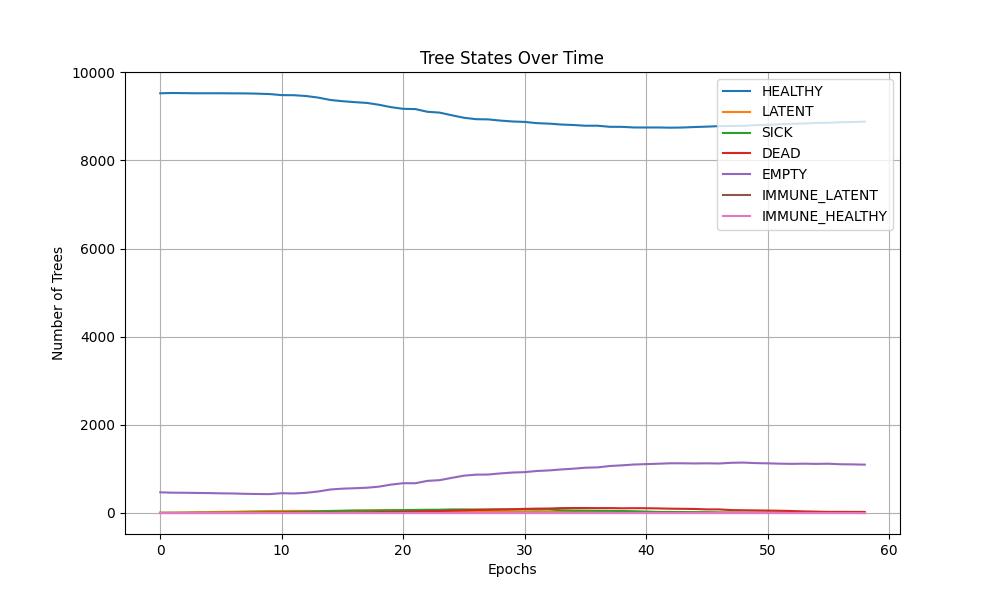 Tree States Over Time
Number of Trees
10000
8000
6000
4000
2000
0
HEALTHY
LATENT
SICK
DEAD
EMPTY
IMMUNE_LATENT
IMMUNE_HEALTHY
0 10 20 30 40 50 60
Epochs